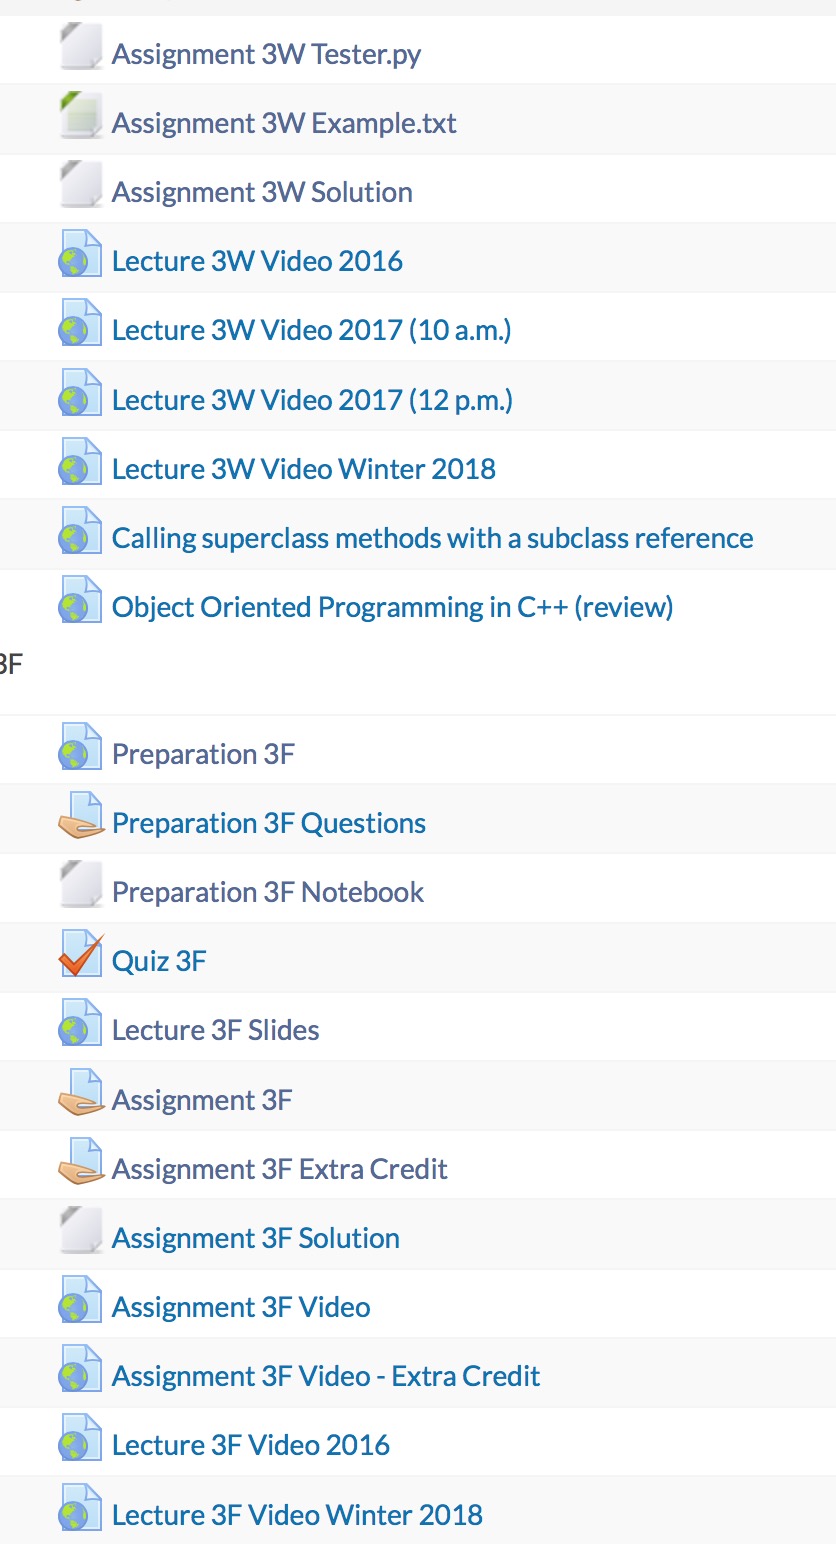 Assignment 3W Tester.py
Assignment 3W Example.txt
Assignment 3W Solution
Lecture 3W Video 2016
Lecture 3W Video 2017 (10 a.m.)
Lecture 3W Video 2017 (12 p.m.)
Lecture 3W Video Winter 2018
Calling superclass methods with a subclass reference
Object Oriented Programming in C++ (review)
3F
Preparation 3F
Preparation 3F Questions
Preparation 3F Notebook
Quiz 3F
Lecture 3F Slides
Assignment 3F
Assignment 3F Extra Credit
Assignment 3F Solution
Assignment 3F Video
Assignment 3F Video - Extra Credit
Lecture 3F Video 2016
Lecture 3F Video Winter 2018